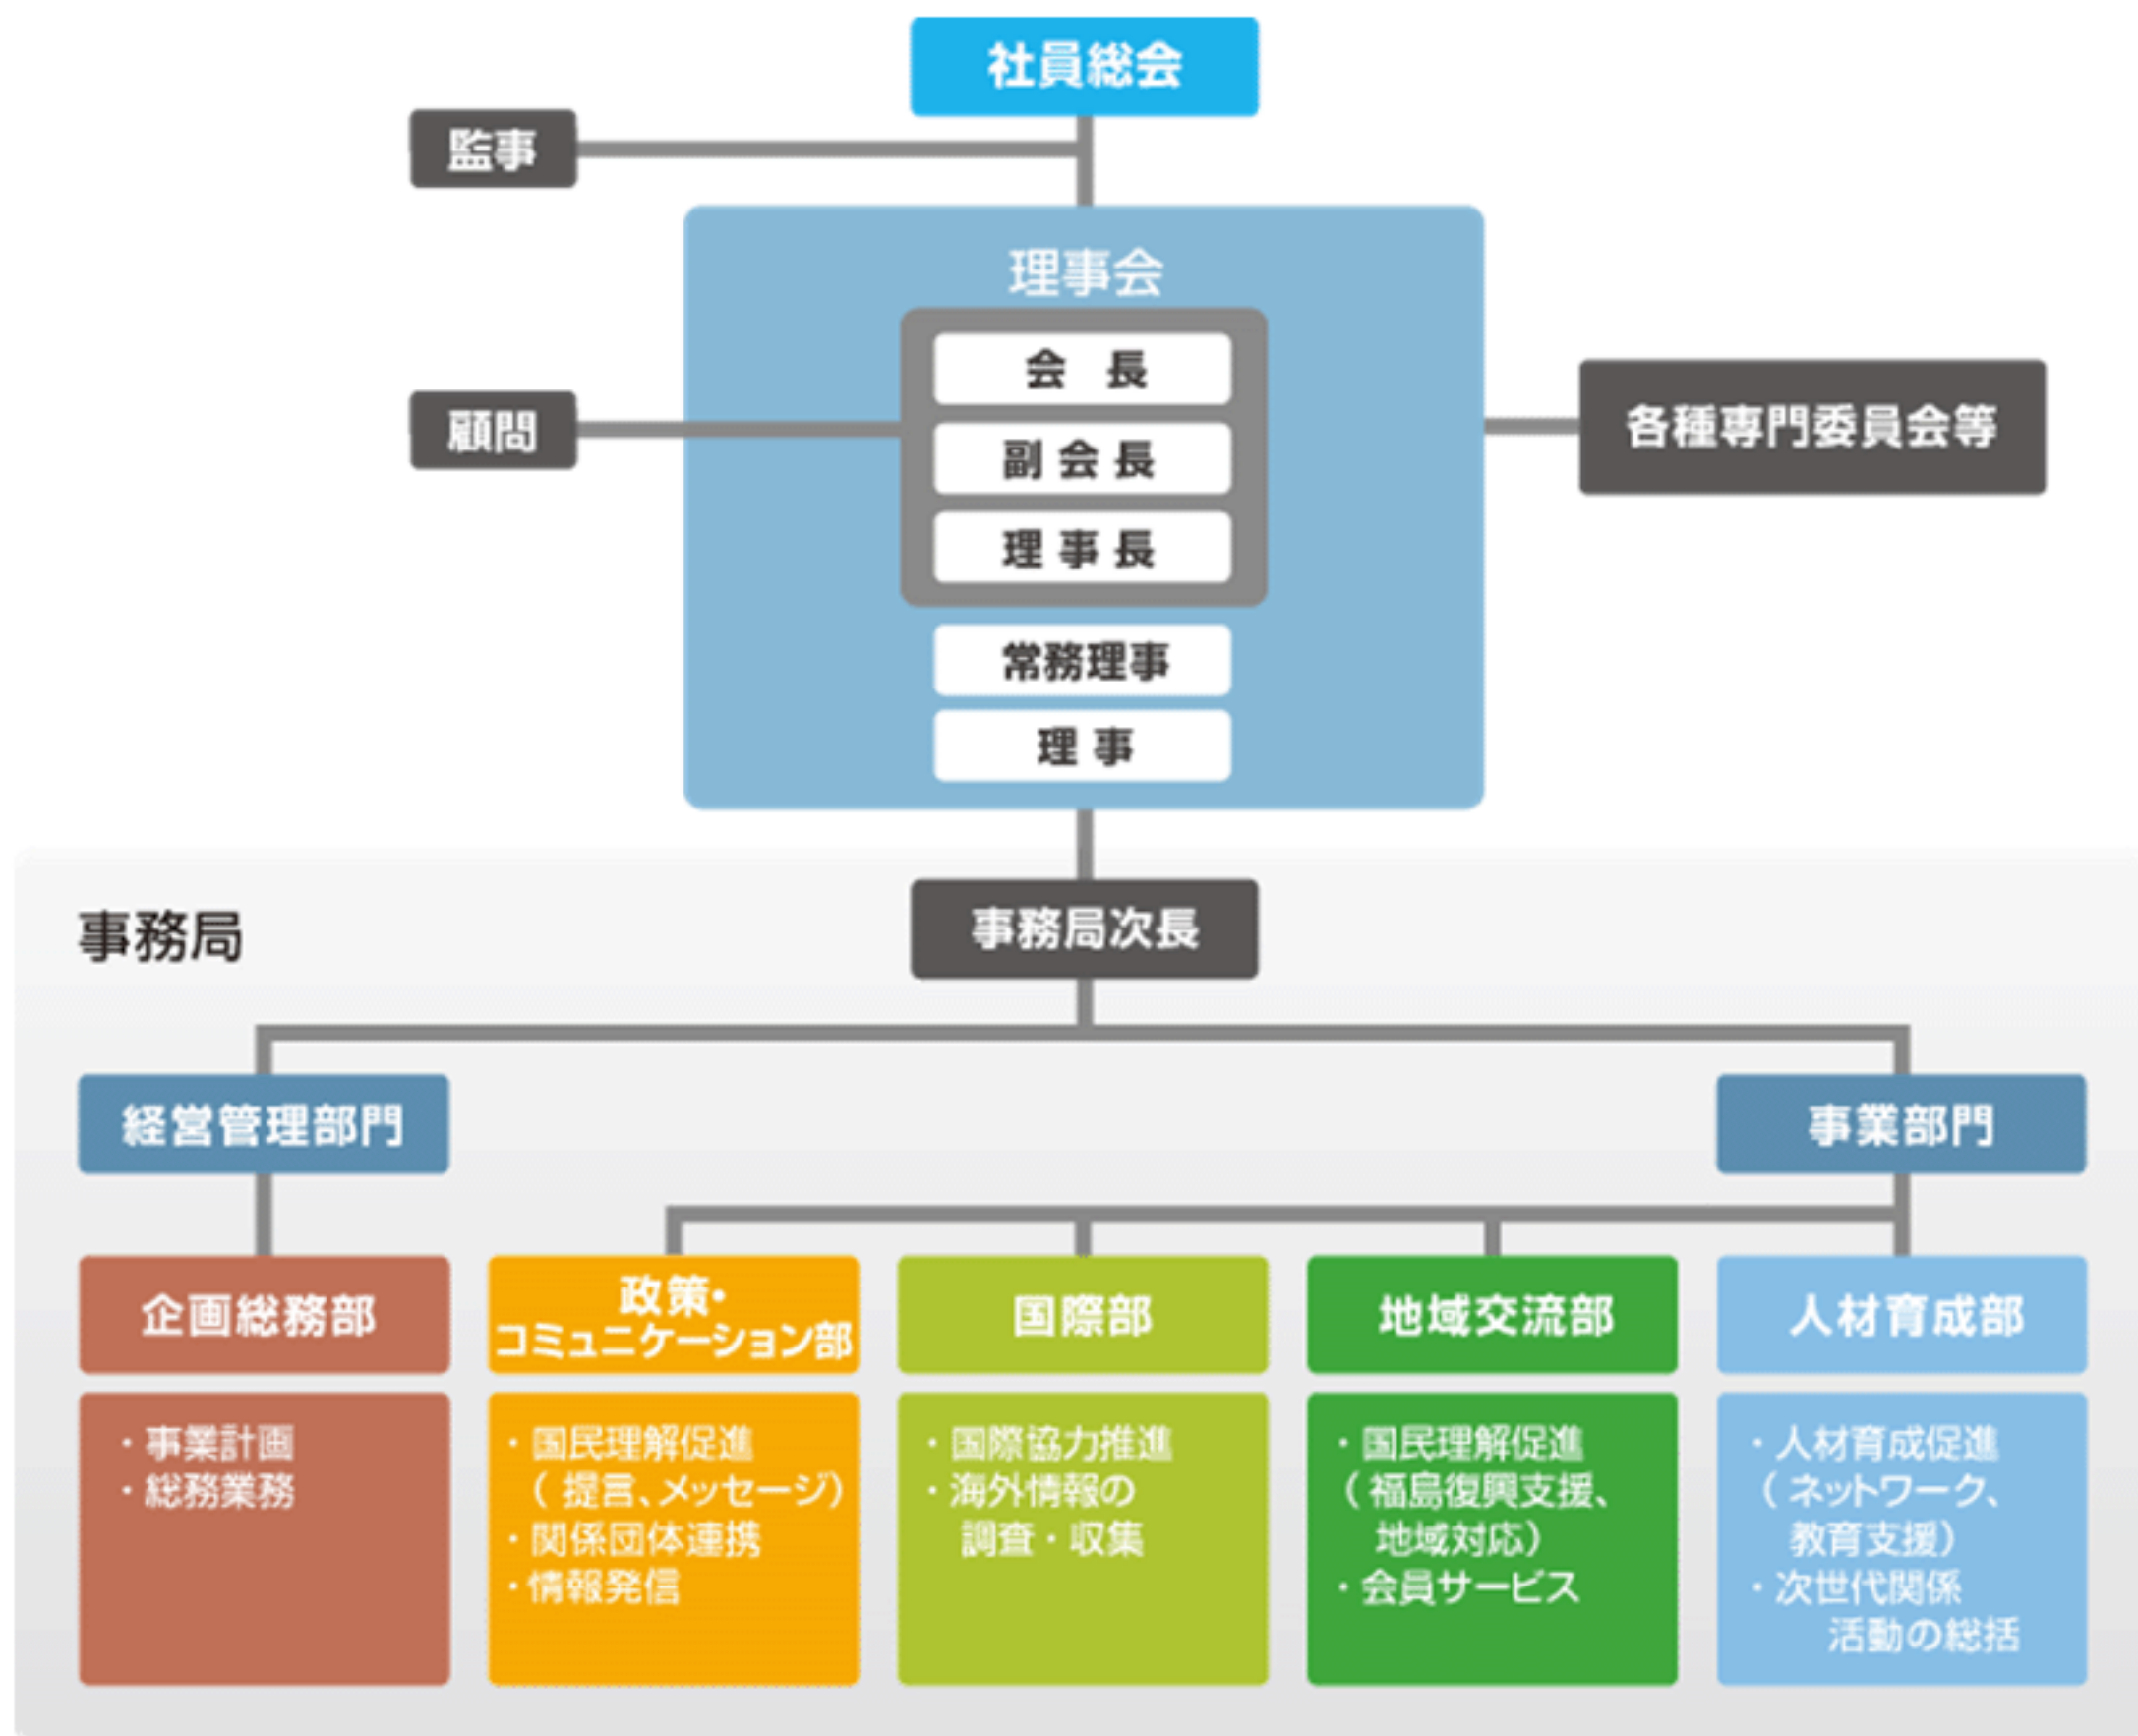 社員総会
監事
理事会
会 長
副 会 長
理 事 長
常務理事
理 事
顧問
各種専門委員会等
事務局
事務局次長
経営管理部門
事業部門
企画総務部
・事業計画
・総務業務
政策・
コミュニケーション部
・国民理解促進
（ 提言、メッセージ）
・関係団体連携
・情報発信
国際部
・国際協力推進
・海外情報の
調査・収集
地域交流部
・国民理解促進
（ 福島復興支援、
地域対応）
・会員サービス
人材育成部
・人材育成促進
（ ネットワーク、
教育支援）
・次世代関係
活動の総括